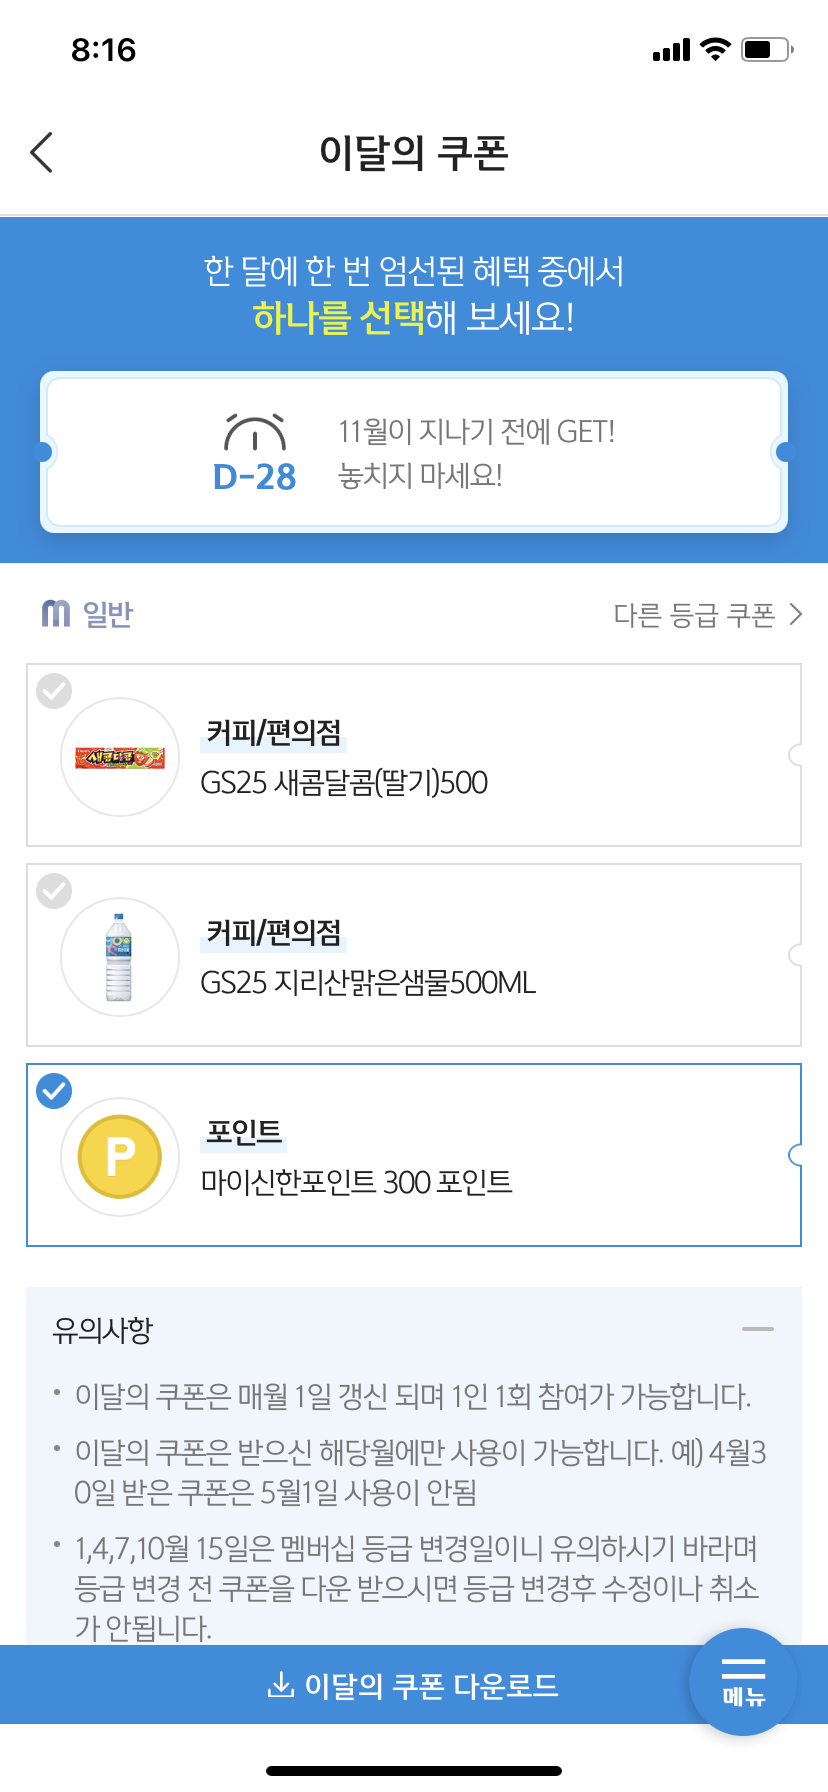 8:16
이달의 쿠폰
한 달에 한 번 엄선된 혜택 중에서
하나를 선택해 보세요!
D-28
11월이 지나기 전에 GET!
놓치지 마세요!
m 일반
다른 등급 쿠폰
커피/편의점
새콤달콤
GS25 새콤달콤(딸기)500
커피/편의점
GS25 지리산맑은샘물500ML
P
포인트
마이신한포인트 300 포인트
유의사항
• 이달의 쿠폰은 매월 1일 갱신 되며 1인 1회 참여가 가능합니다.
• 이달의 쿠폰은 받으신 해당월에만 사용이 가능합니다. 예) 4월3
0일 받은 쿠폰은 5월1일 사용이 안됨
• 1,4,7,10월 15일은 멤버십 등급 변경일이니 유의하시기 바라며
등급 변경 전 쿠폰을 다운 받으시면 등급 변경후 수정이나 취소
가 안됩니다.
이달의 쿠폰 다운로드
메뉴